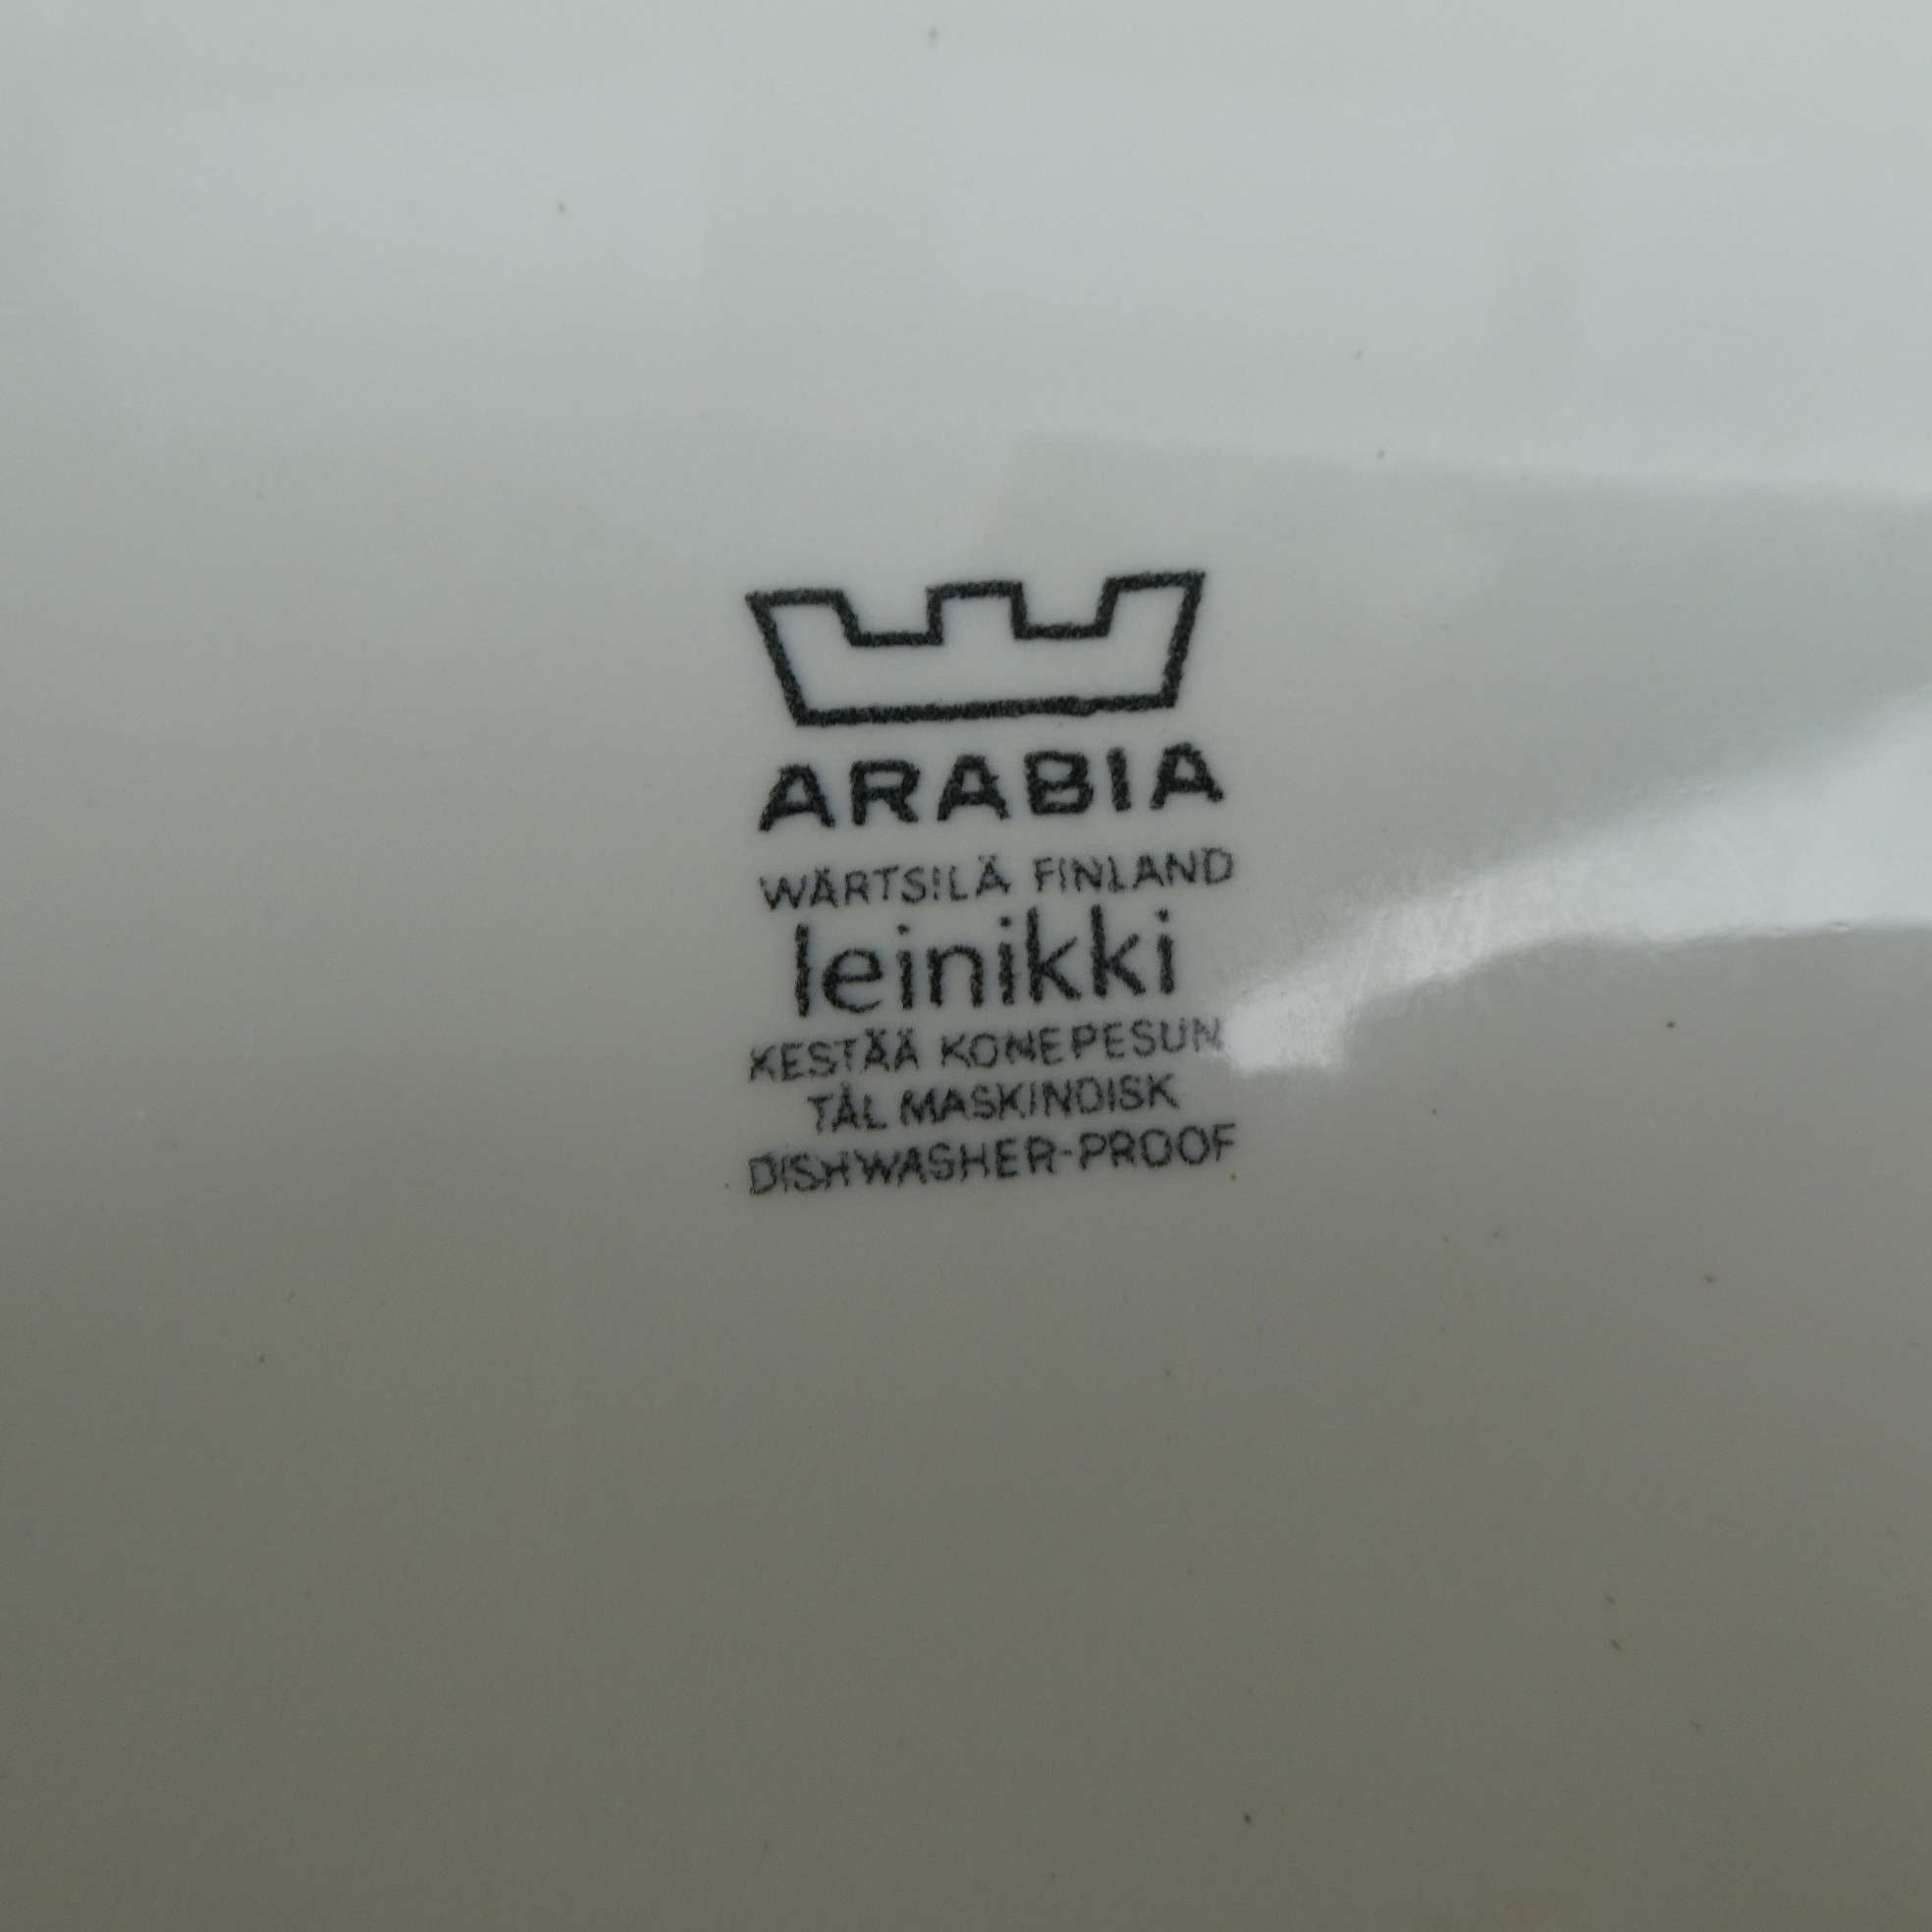 ARABIA
WÄRTSILÄ FINLAND
leinikki
KESTÄÄ KONEPESUN
TÅL MASKINDISK
DISHWASHER-PROOF